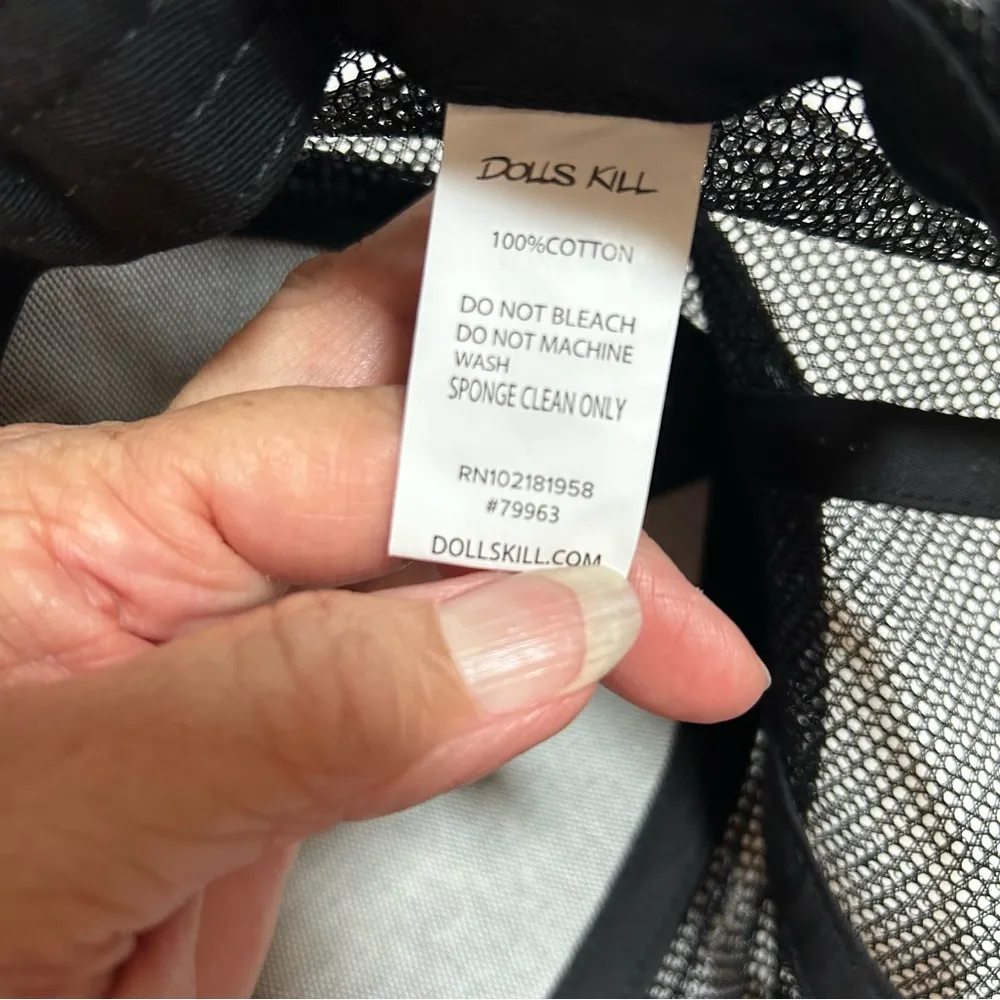 DOLLS KILL
100%COTTON
DO NOT BLEACH
DO NOT MACHINE
WASH
SPONGE CLEAN ONLY
RN102181958
#79963
DOLLSKILL.COM